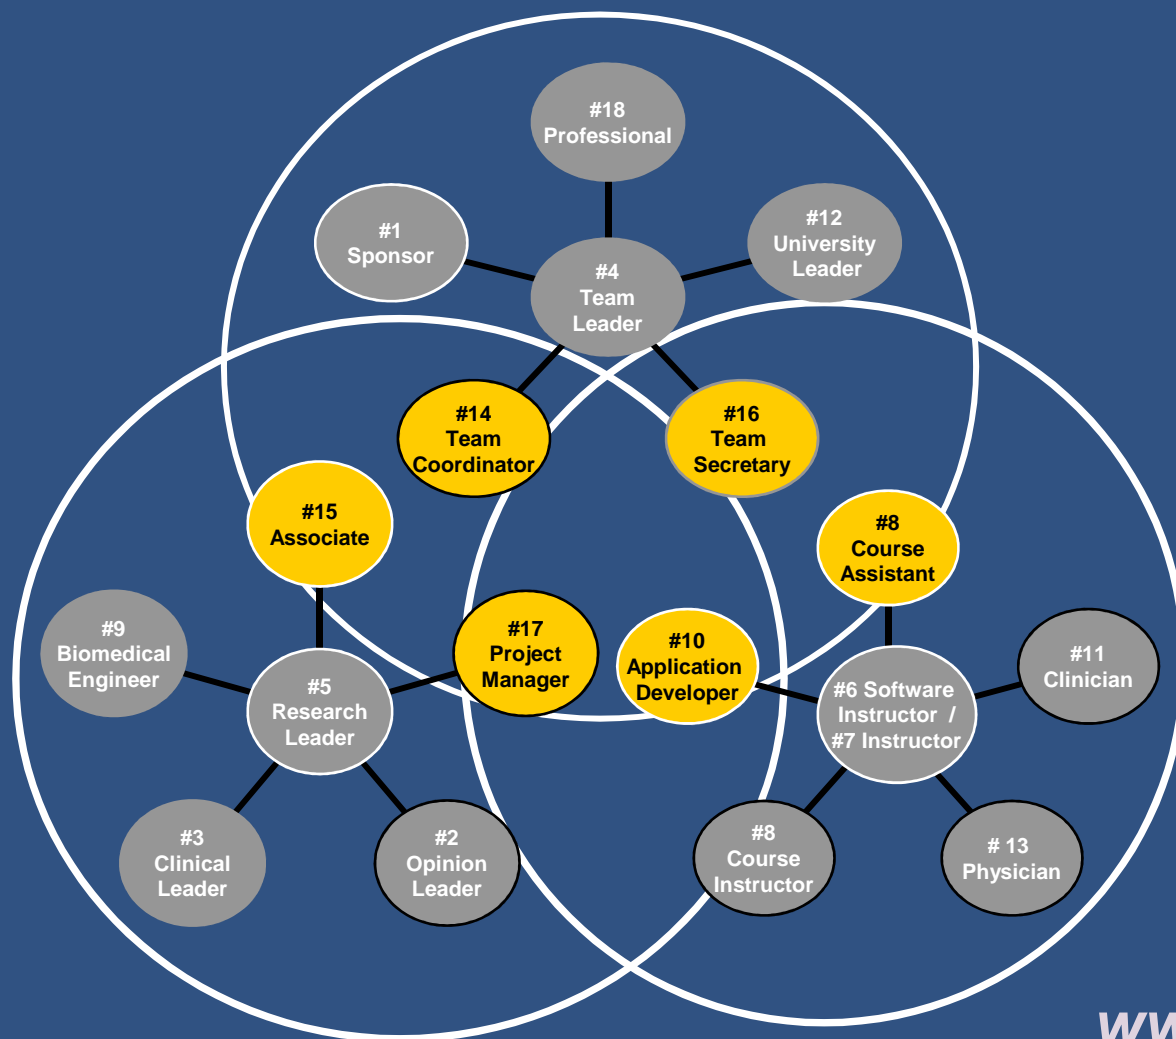 #18
Professional
#1
Sponsor
#12
University
Leader
#4
Team
Leader
#14
Team
Coordinator
#16
Team
Secretary
#15
Associate
#8
Course
Assistant
#9
Biomedical
Engineer
#17
Project
Manager
#10
Application
Developer
#11
Clinician
#5
Research
Leader
#6 Software
Instructor /
#7 Instructor
#3
Clinical
Leader
#2
Opinion
Leader
#8
Course
Instructor
# 13
Physician